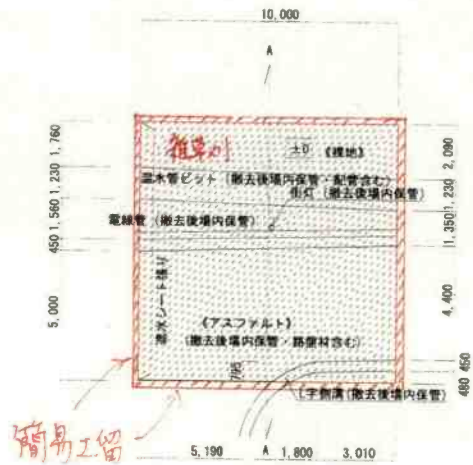 10,000
A
1,760
1,230
1,560
450
5,000
雑草刈
±0 《裸地》
温水管ピット（撤去後場内保管・配管含む）
街灯（撤去後場内保管）
電線管（撤去後場内保管）
遮水シート張り
《アスファルト》
（撤去後場内保管・路盤材含む）
795
L字側溝（撤去後場内保管）
2,090
1,230
1,350
4,400
450
480
簡易土留
5,190
A
1,800
3,010